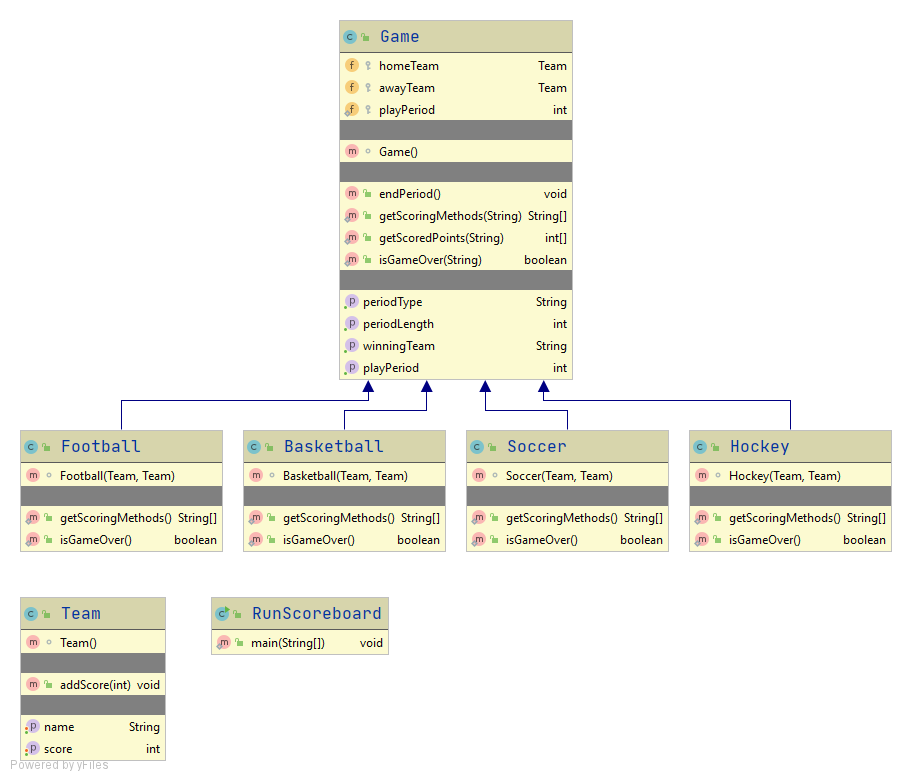 Game
homeTeam Team
awayTeam Team
playPeriod int
Game()
endPeriod() void
getScoringMethods(String) String[]
getScoredPoints(String) int[]
isGameOver(String) boolean
periodType String
periodLength int
winningTeam String
playPeriod int
Football
Football(Team, Team)
getScoringMethods() String[]
isGameOver() boolean
Basketball
Basketball(Team, Team)
getScoringMethods() String[]
isGameOver() boolean
Soccer
Soccer(Team, Team)
getScoringMethods() String[]
isGameOver() boolean
Hockey
Hockey(Team, Team)
getScoringMethods() String[]
isGameOver() boolean
Team
Team()
addScore(int) void
name String
score int
RunScoreboard
main(String[]) void
Powered by yFiles